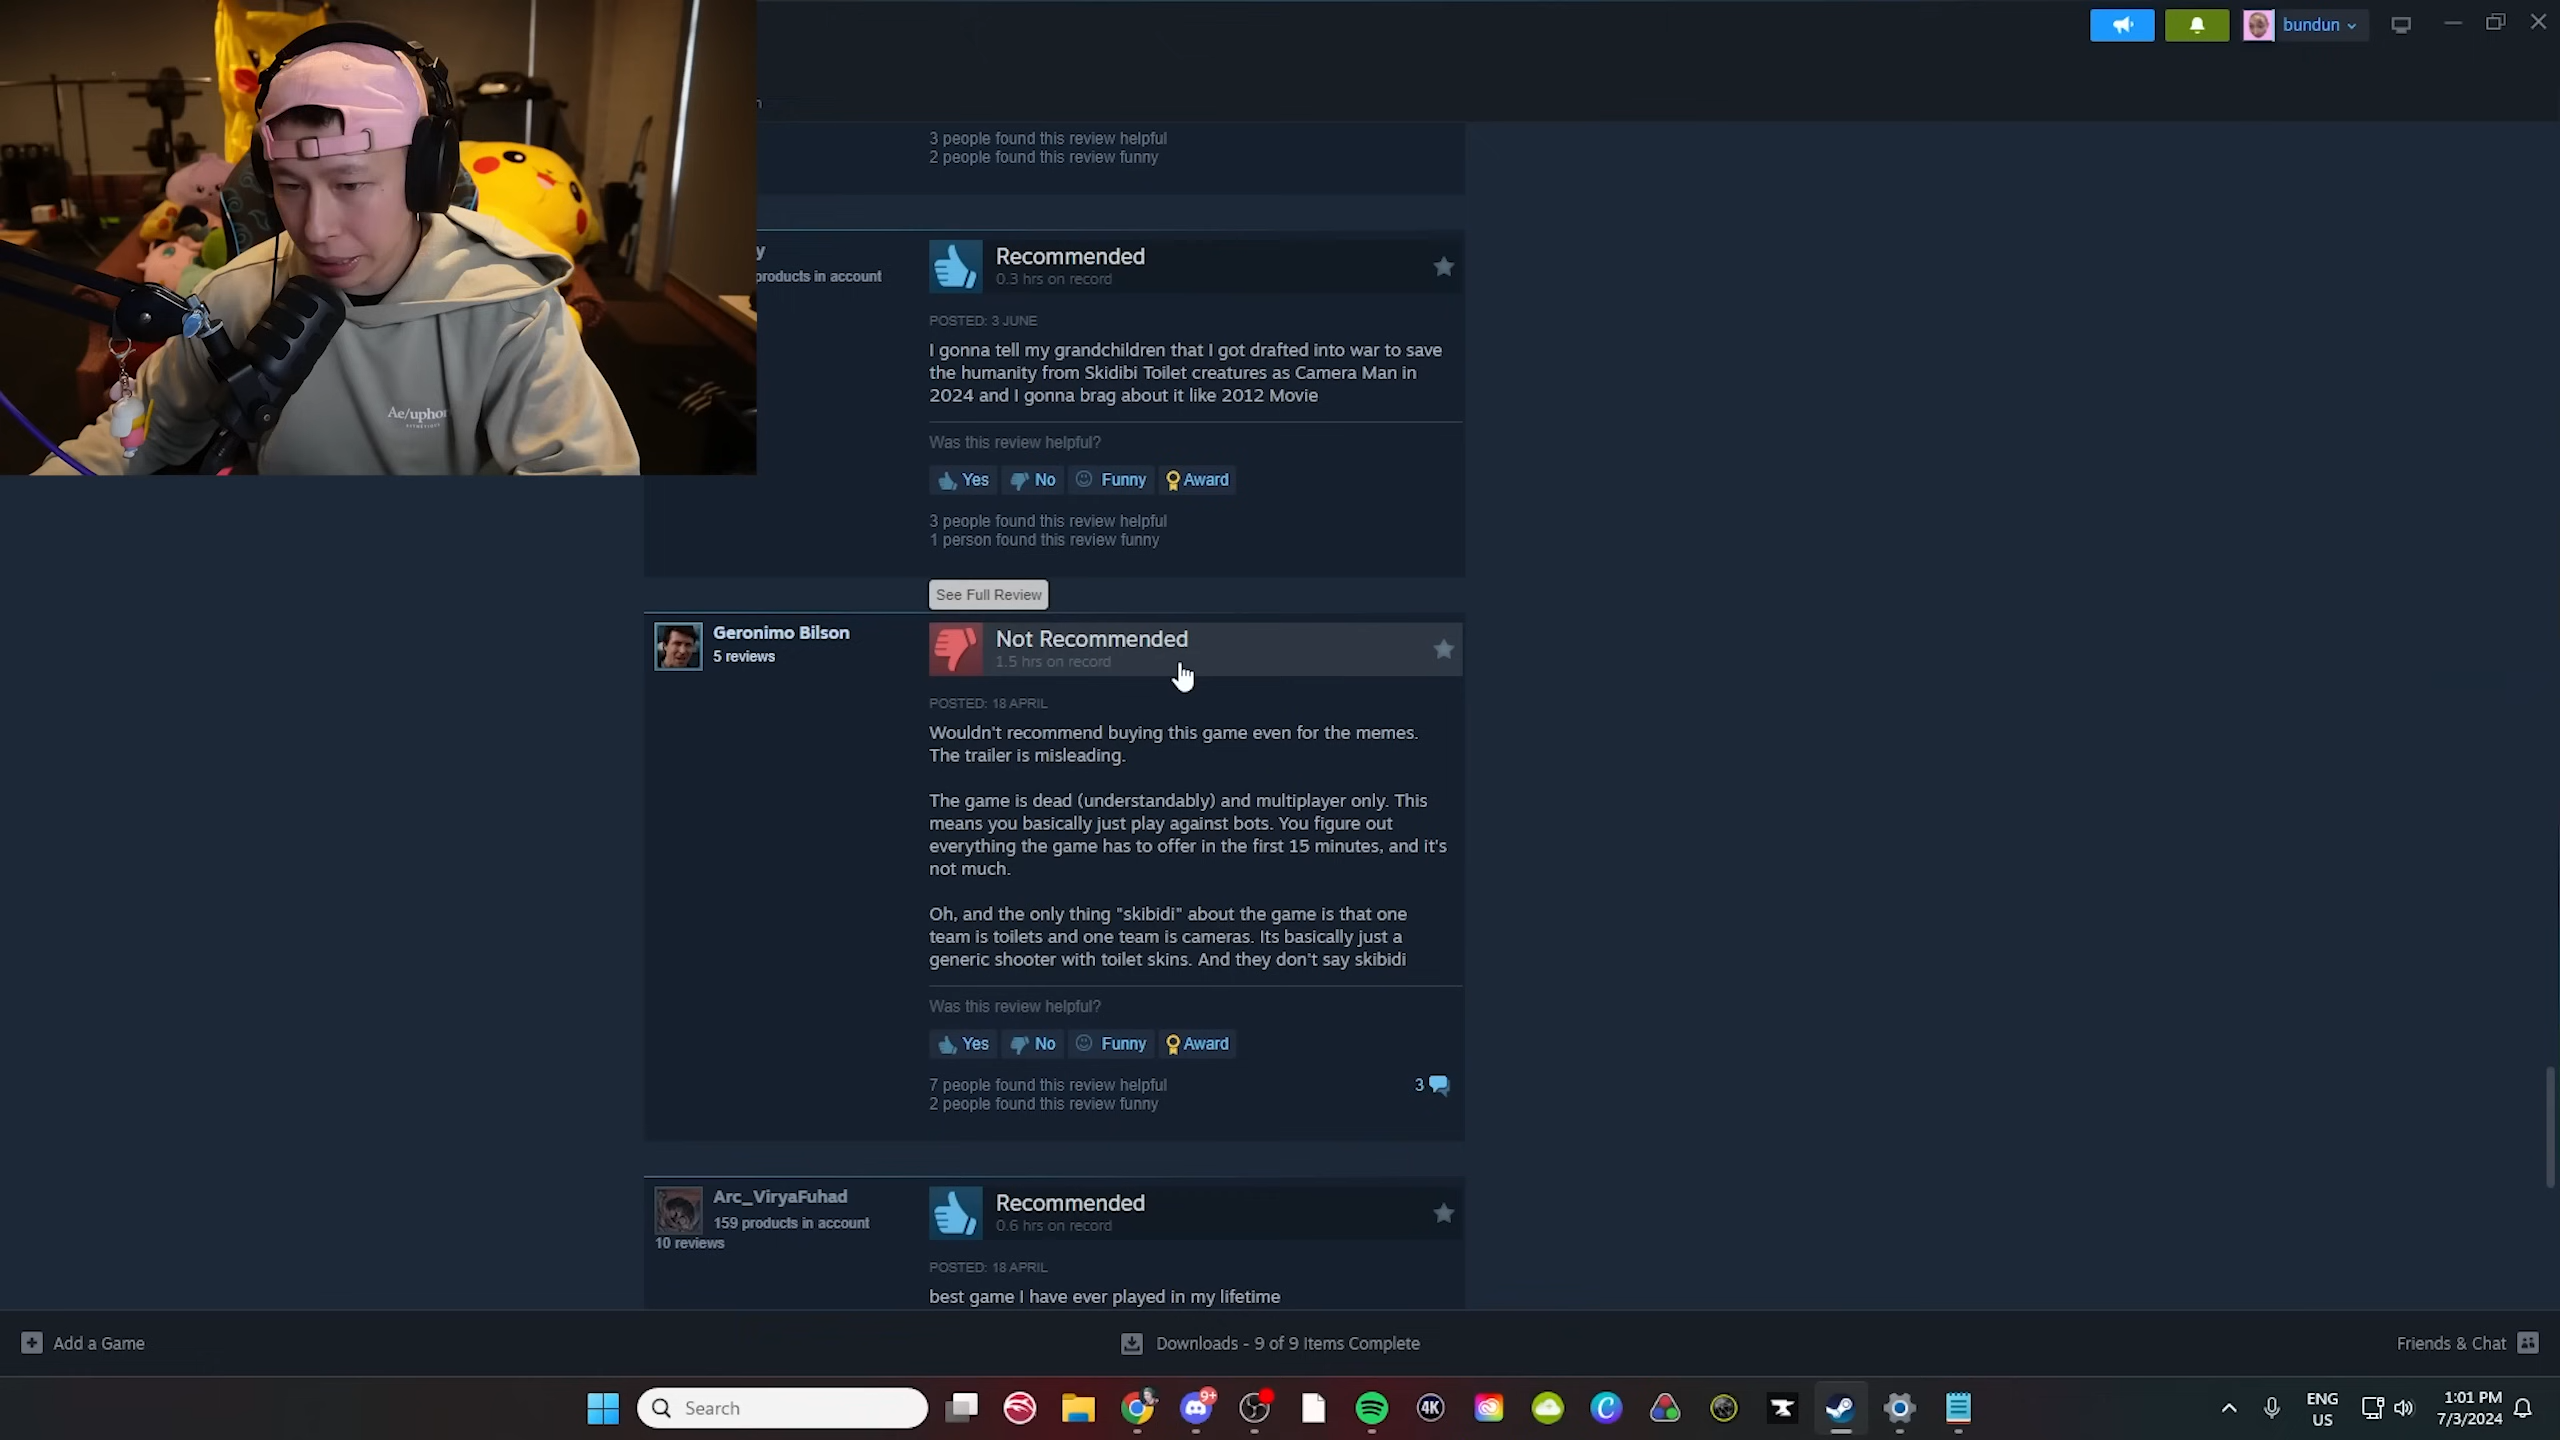 bundun
3 people found this review helpful
2 people found this review funny
y
products in account
Recommended
0.3 hrs on record
POSTED: 3 JUNE
I gonna tell my grandchildren that I got drafted into war to save
the humanity from Skidibi Toilet creatures as Camera Man in
2024 and I gonna brag about it like 2012 Movie
Was this review helpful?
Yes No Funny Award
3 people found this review helpful
1 person found this review funny
See Full Review
Geronimo Bilson
5 reviews
Not Recommended
1.5 hrs on record
POSTED: 18 APRIL
Wouldn't recommend buying this game even for the memes.
The trailer is misleading.
The game is dead (understandably) and multiplayer only. This
means you basically just play against bots. You figure out
everything the game has to offer in the first 15 minutes, and it's
not much.
Oh, and the only thing "skibidi" about the game is that one
team is toilets and one team is cameras. Its basically just a
generic shooter with toilet skins. And they don't say skibidi
Was this review helpful?
Yes No Funny Award
7 people found this review helpful
3
2 people found this review funny
Arc_ViryaFuhad
159 products in account
10 reviews
Recommended
0.6 hrs on record
POSTED: 18 APRIL
best game I have ever played in my lifetime
Add a Game
Downloads - 9 of 9 Items Complete
Friends & Chat
Search
9+
4K
ENG
US
1:01 PM
7/3/2024